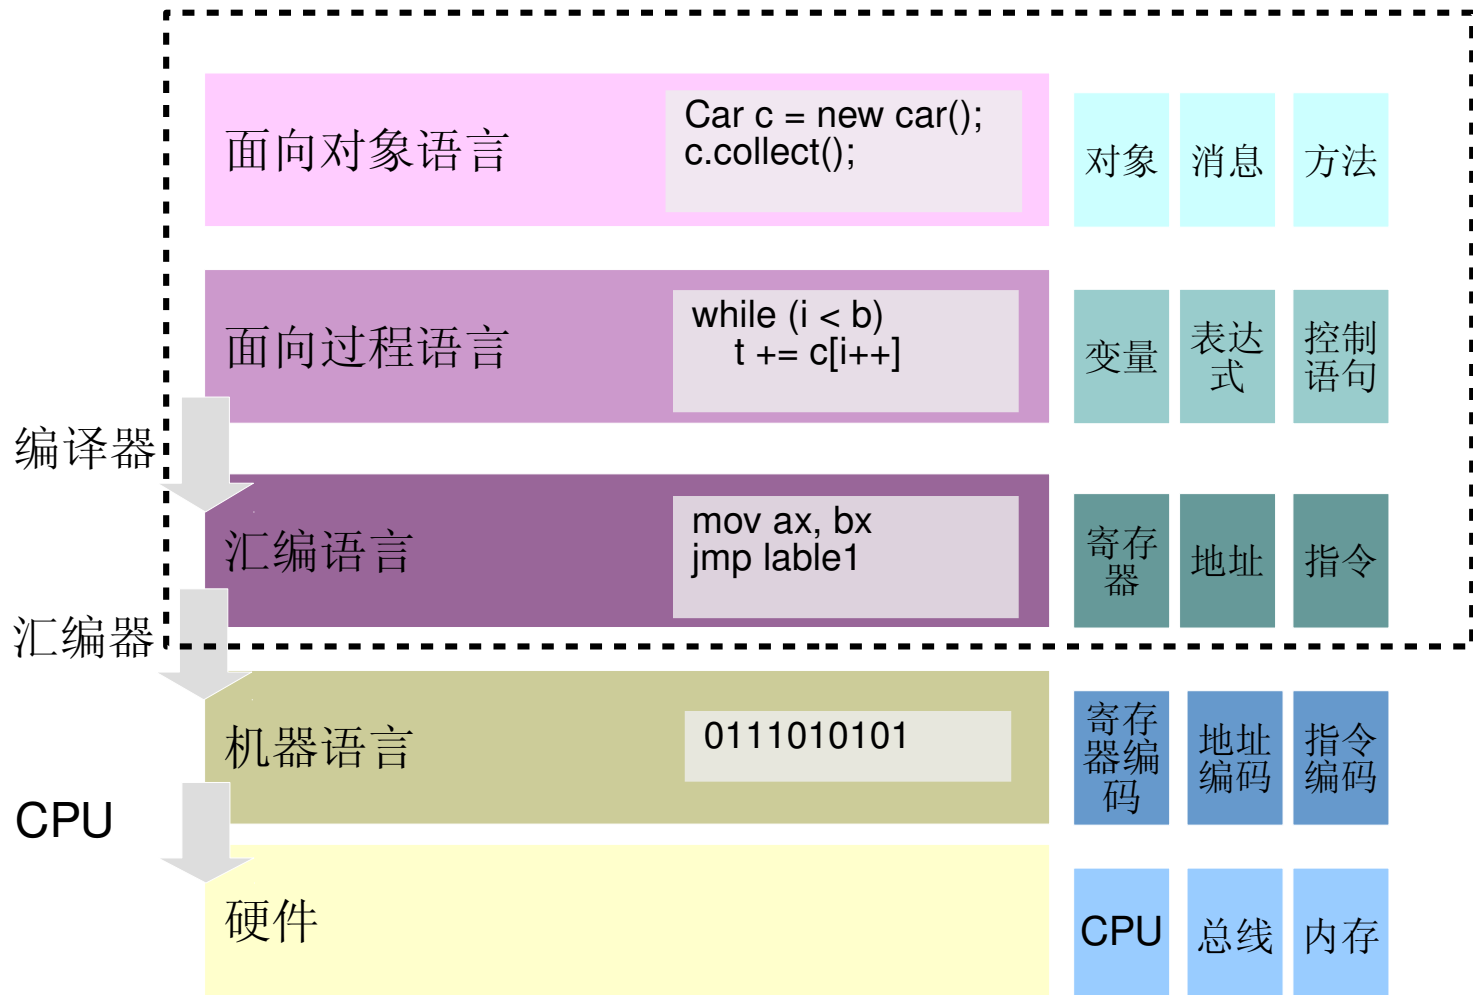 面向对象语言
Car c = new car();
c.collect();
对象
消息
方法
面向过程语言
while (i < b)
t += c[i++]
变量
表达
式
控制
语句
编译器
汇编语言
mov ax, bx
jmp lable1
寄存
器
地址
指令
汇编器
机器语言
0111010101
寄存
器编
码
地址
编码
指令
编码
CPU
硬件
CPU
总线
内存